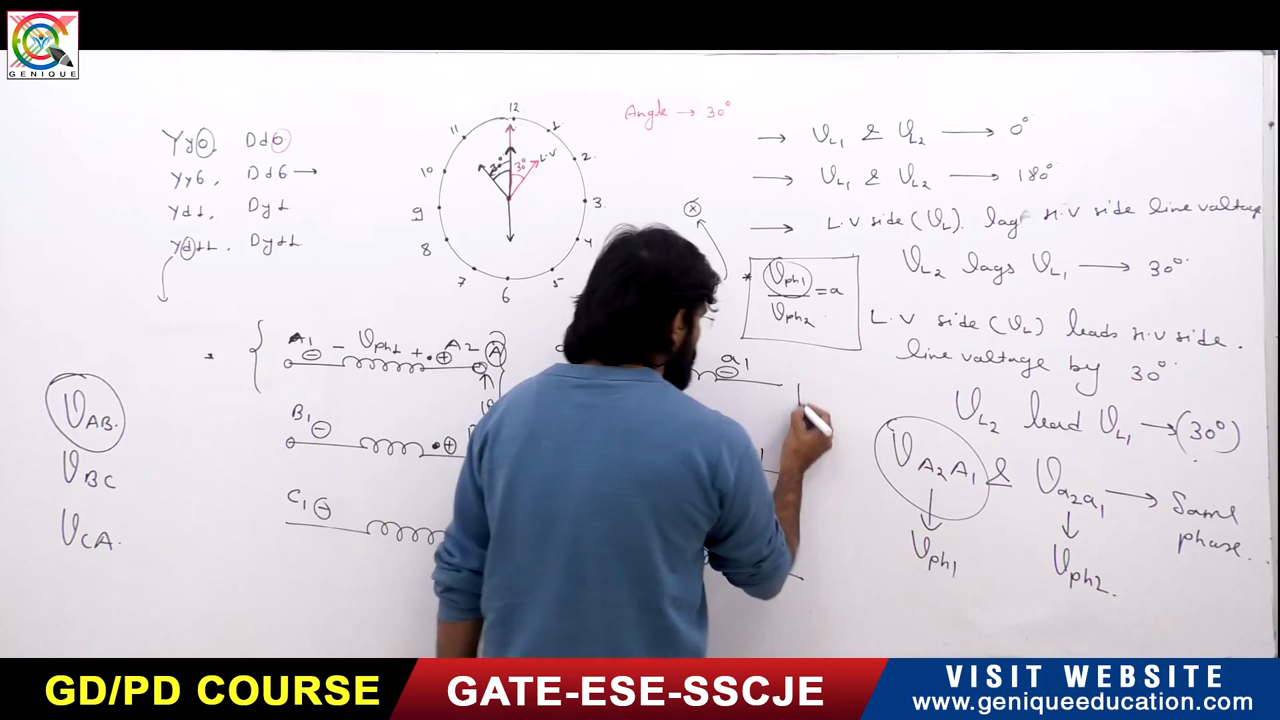 GENIQUE
Yy0, Dd0
Yy6, Dd6 →
Yd1, Dy1
Yd11, Dy11
12
1
2
3
4
5
6
7
8
9
10
11
30°
30°
L.V
Angle → 30°
→ VL1 & VL2 → 0°
→ VL1 & VL2 → 180°
→ L.V side (VL). lag H.V side line valtage
VL2 lags VL1 → 30°
L.V side (VL) leads H.V side.
line valtage by 30°
VL2 lead VL1 → (30°)
VA2A1 & Va2a1 → Same phase.
Vph1
Vph2.
Vph1 / Vph2 = a
A1 ⊖ - Vph1 + ⊕ A2 A
B1 ⊖ ⊕
C1 ⊖
a1 ⊖
VAB.
VBC
VCA.
GD/PD COURSE
GATE-ESE-SSCJE
VISIT WEBSITE
www.geniqueeducation.com